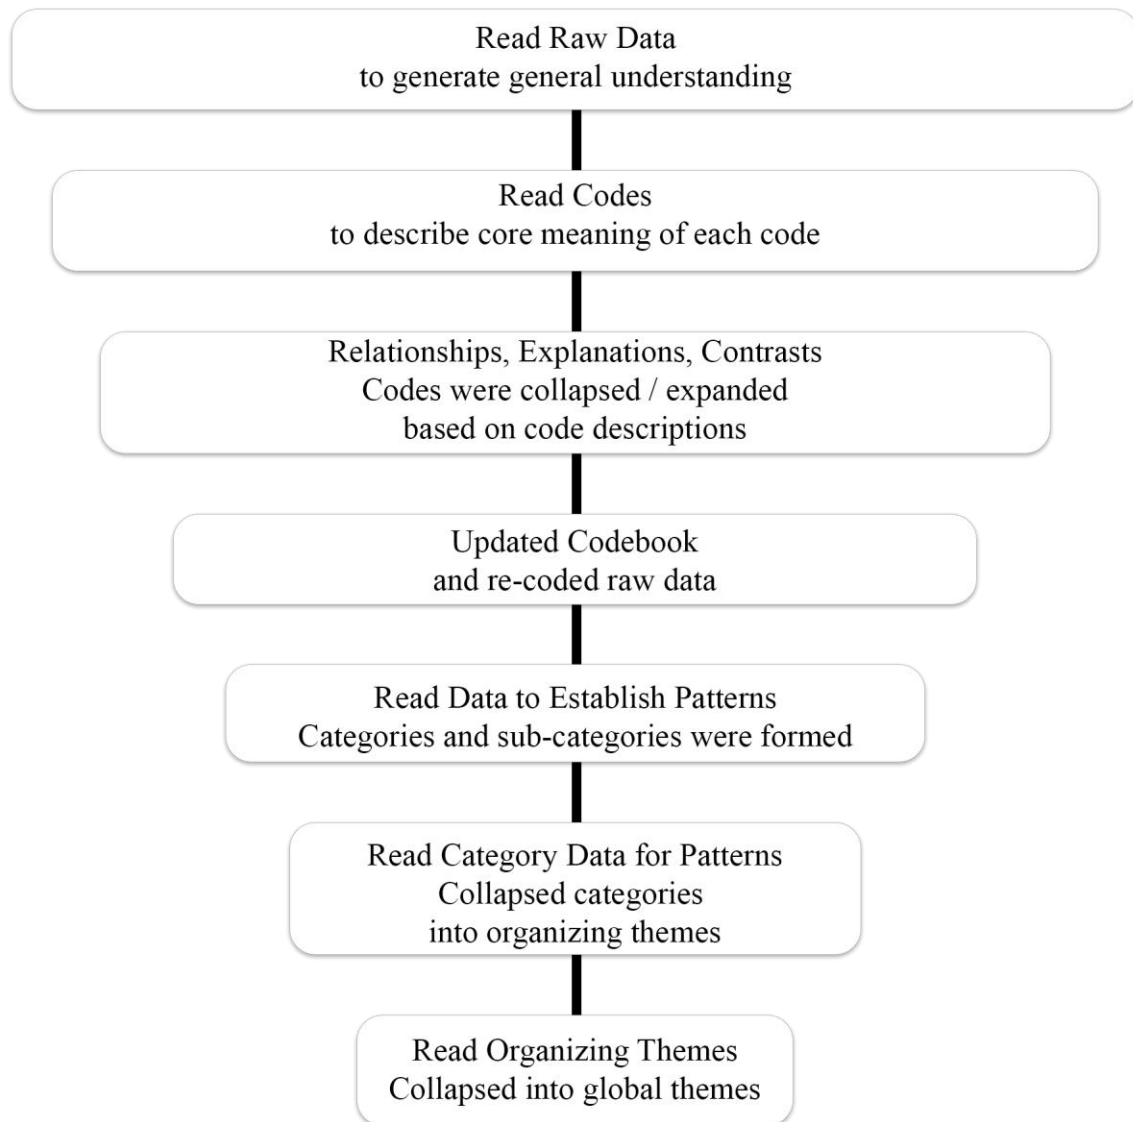 Read Raw Data
to generate general understanding
Read Codes
to describe core meaning of each code
Relationships, Explanations, Contrasts
Codes were collapsed / expanded
based on code descriptions
Updated Codebook
and re-coded raw data
Read Data to Establish Patterns
Categories and sub-categories were formed
Read Category Data for Patterns
Collapsed categories
into organizing themes
Read Organizing Themes
Collapsed into global themes